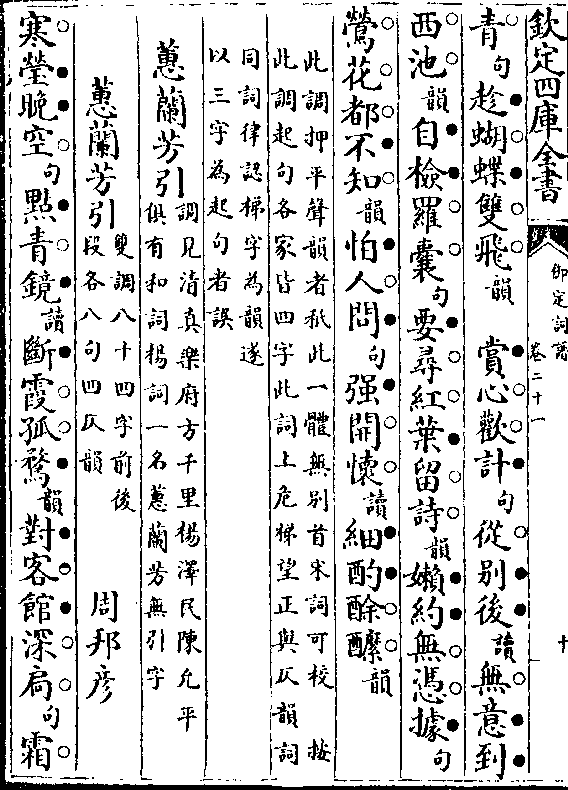 欽定四庫全書
御定詞譜
卷二十一
十
青句趁蝴蝶雙飛韻 賞心歡計句從别後讀無意到
西池韻自檢羅囊句要尋紅葉留詩韻嬾約無憑據句
鶯花都不知韻怕人問句强開懷讀細酌酴醿韻
此調押平聲韻者秖此一體無别首宋詞可校 按
此調起句各家皆四字此詞上危梯望正與仄韻詞
同詞律認梯字為韻遂
以三字為起句者誤
蕙蘭芳引調見清真樂府方千里楊澤民陳允平
俱有和詞楊詞一名蕙蘭芳無引字
蕙蘭芳引雙調八十四字前後
段各八句四仄韻 周邦彦
寒瑩晚空句點青鏡讀斷霞孤鶩韻對客館深扃句霜